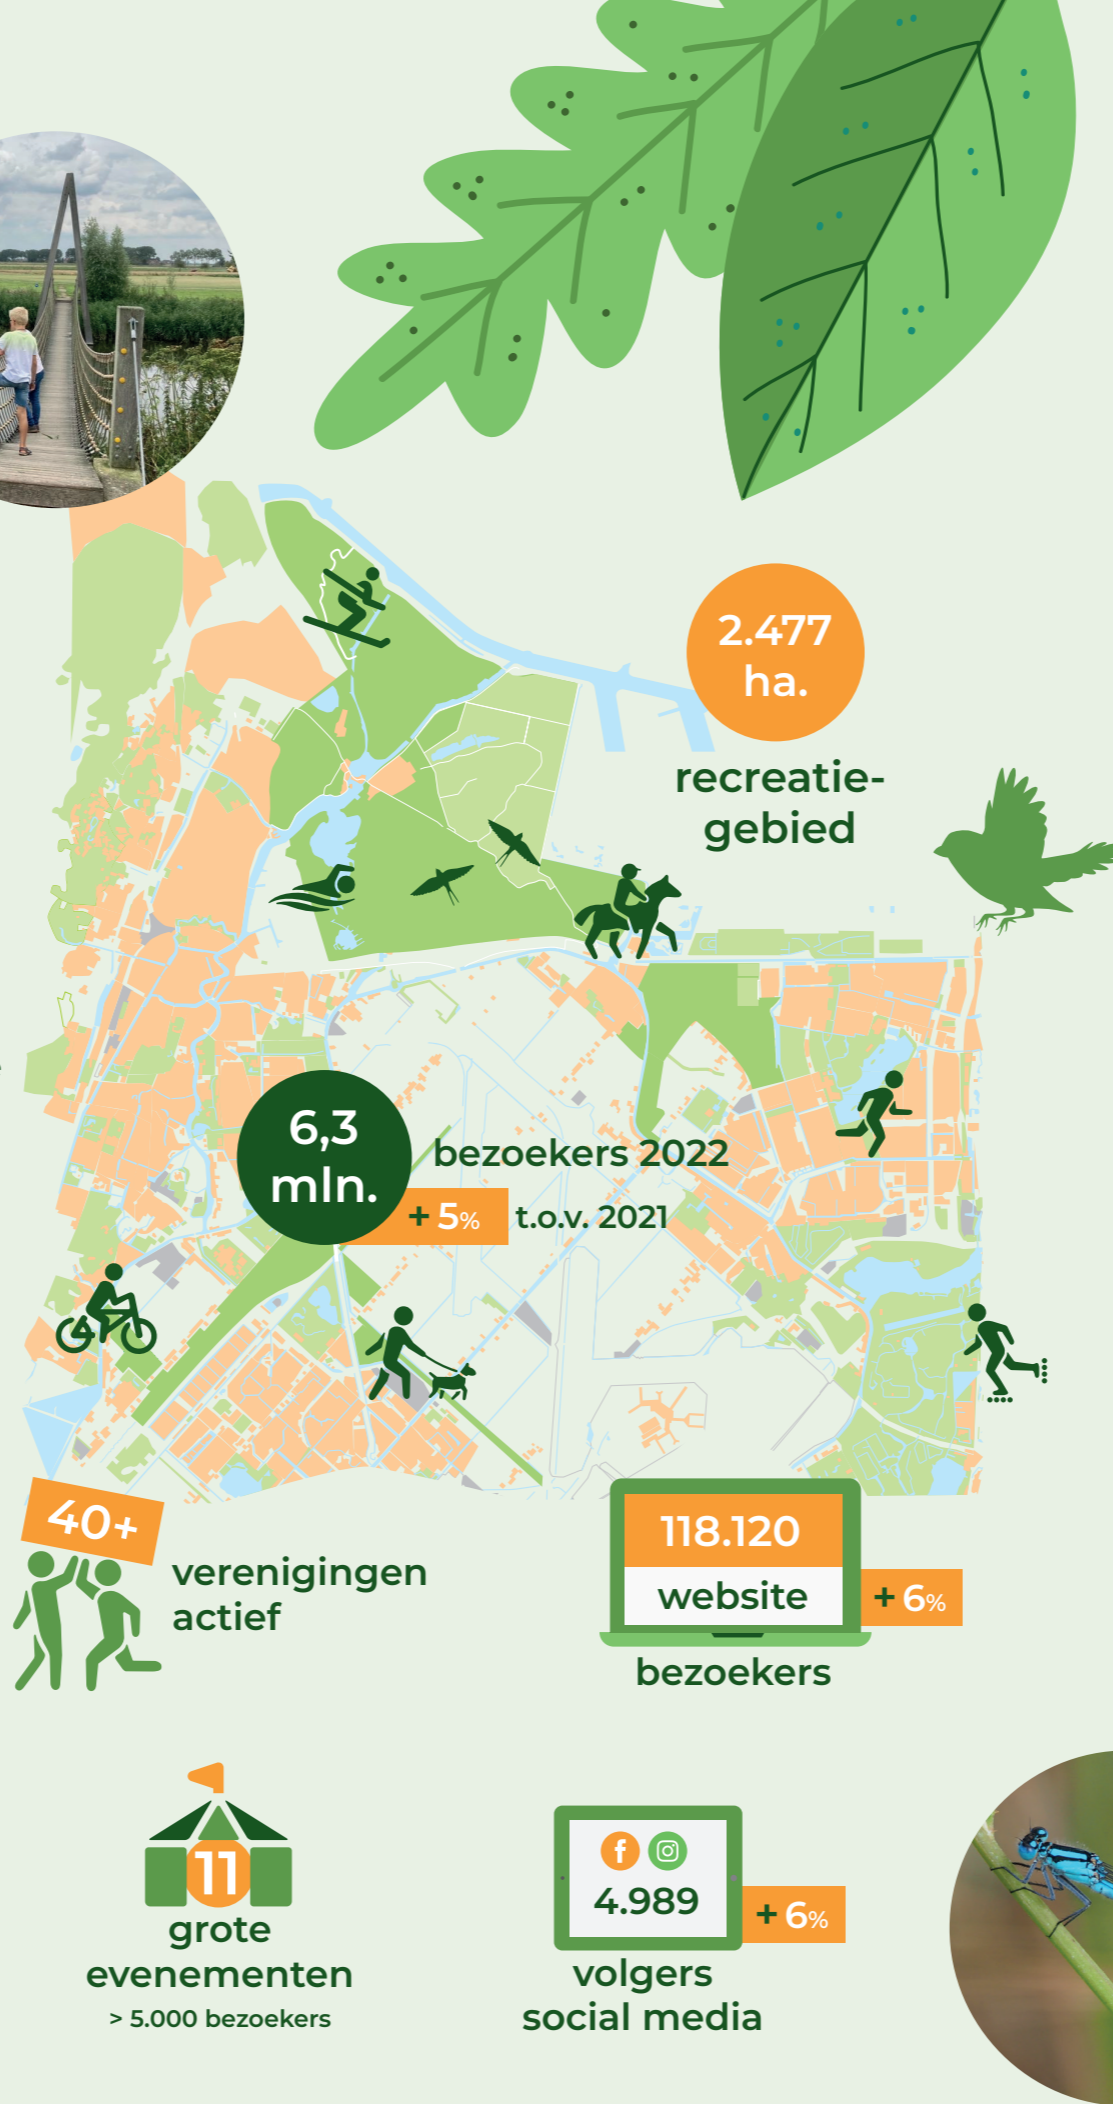 2.477
ha.
recreatie-
gebied
6,3
mln.
bezoekers 2022
+ 5%
t.o.v. 2021
40+
verenigingen
actief
118.120
website
+ 6%
bezoekers
11
grote
evenementen
> 5.000 bezoekers
4.989
+ 6%
volgers
social media